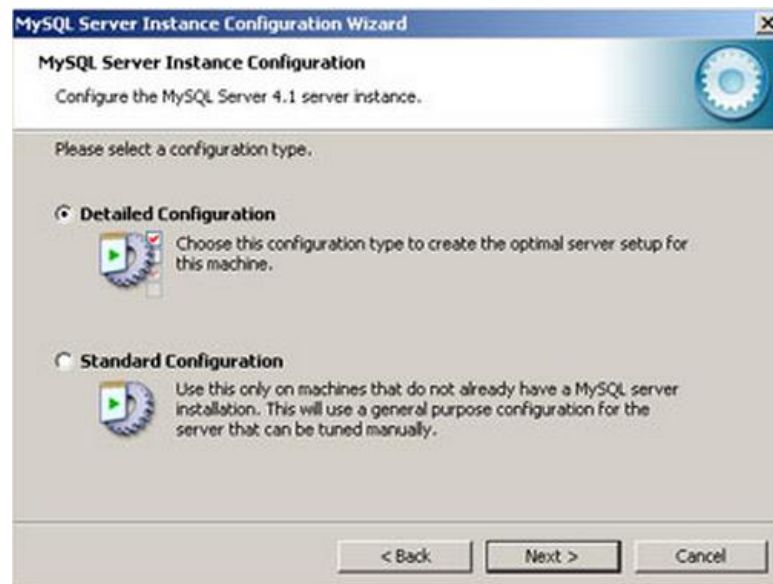 MySQL Server Instance Configuration Wizard
MySQL Server Instance Configuration
Configure the MySQL Server 4.1 server instance.
Please select a configuration type.
Detailed Configuration
Choose this configuration type to create the optimal server setup for
this machine.
Standard Configuration
Use this only on machines that do not already have a MySQL server
installation. This will use a general purpose configuration for the
server that can be tuned manually.
< Back Next > Cancel